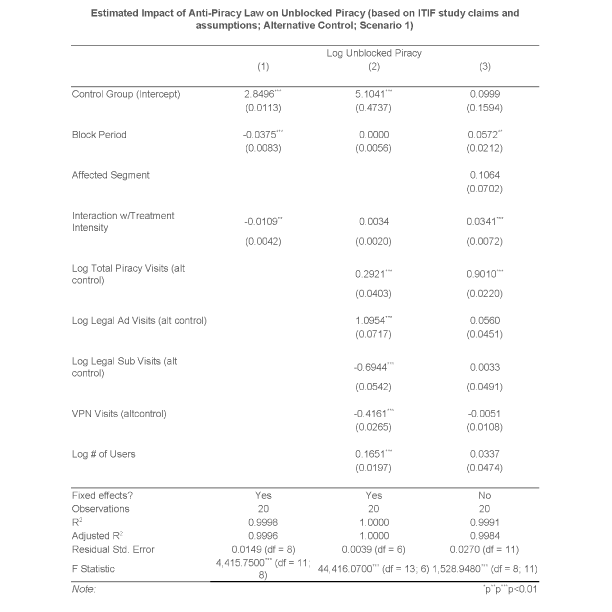 Estimated Impact of Anti-Piracy Law on Unblocked Piracy (based on ITIF study claims and
assumptions; Alternative Control; Scenario 1)
Log Unblocked Piracy
(1) (2) (3)
Control Group (Intercept) 2.8496*** 5.1041*** 0.0999
(0.0113) (0.4737) (0.1594)
Block Period -0.0375*** 0.0000 0.0572**
(0.0083) (0.0056) (0.0212)
Affected Segment 0.1064
(0.0702)
Interaction w/Treatment
Intensity -0.0109** 0.0034 0.0341***
(0.0042) (0.0020) (0.0072)
Log Total Piracy Visits (alt
control) 0.2921*** 0.9010***
(0.0403) (0.0220)
Log Legal Ad Visits (alt control) 1.0954*** 0.0560
(0.0717) (0.0451)
Log Legal Sub Visits (alt
control) -0.6944*** 0.0033
(0.0542) (0.0491)
VPN Visits (altcontrol) -0.4161*** -0.0051
(0.0265) (0.0108)
Log # of Users 0.1651*** 0.0337
(0.0197) (0.0474)
Fixed effects? Yes Yes No
Observations 20 20 20
R² 0.9998 1.0000 0.9991
Adjusted R² 0.9996 1.0000 0.9984
Residual Std. Error 0.0149 (df = 8) 0.0039 (df = 6) 0.0270 (df = 11)
F Statistic 4,415.7500*** (df = 11; 8) 44,416.0700*** (df = 13; 6) 1,528.9480*** (df = 8; 11)
Note: *p**p***p<0.01